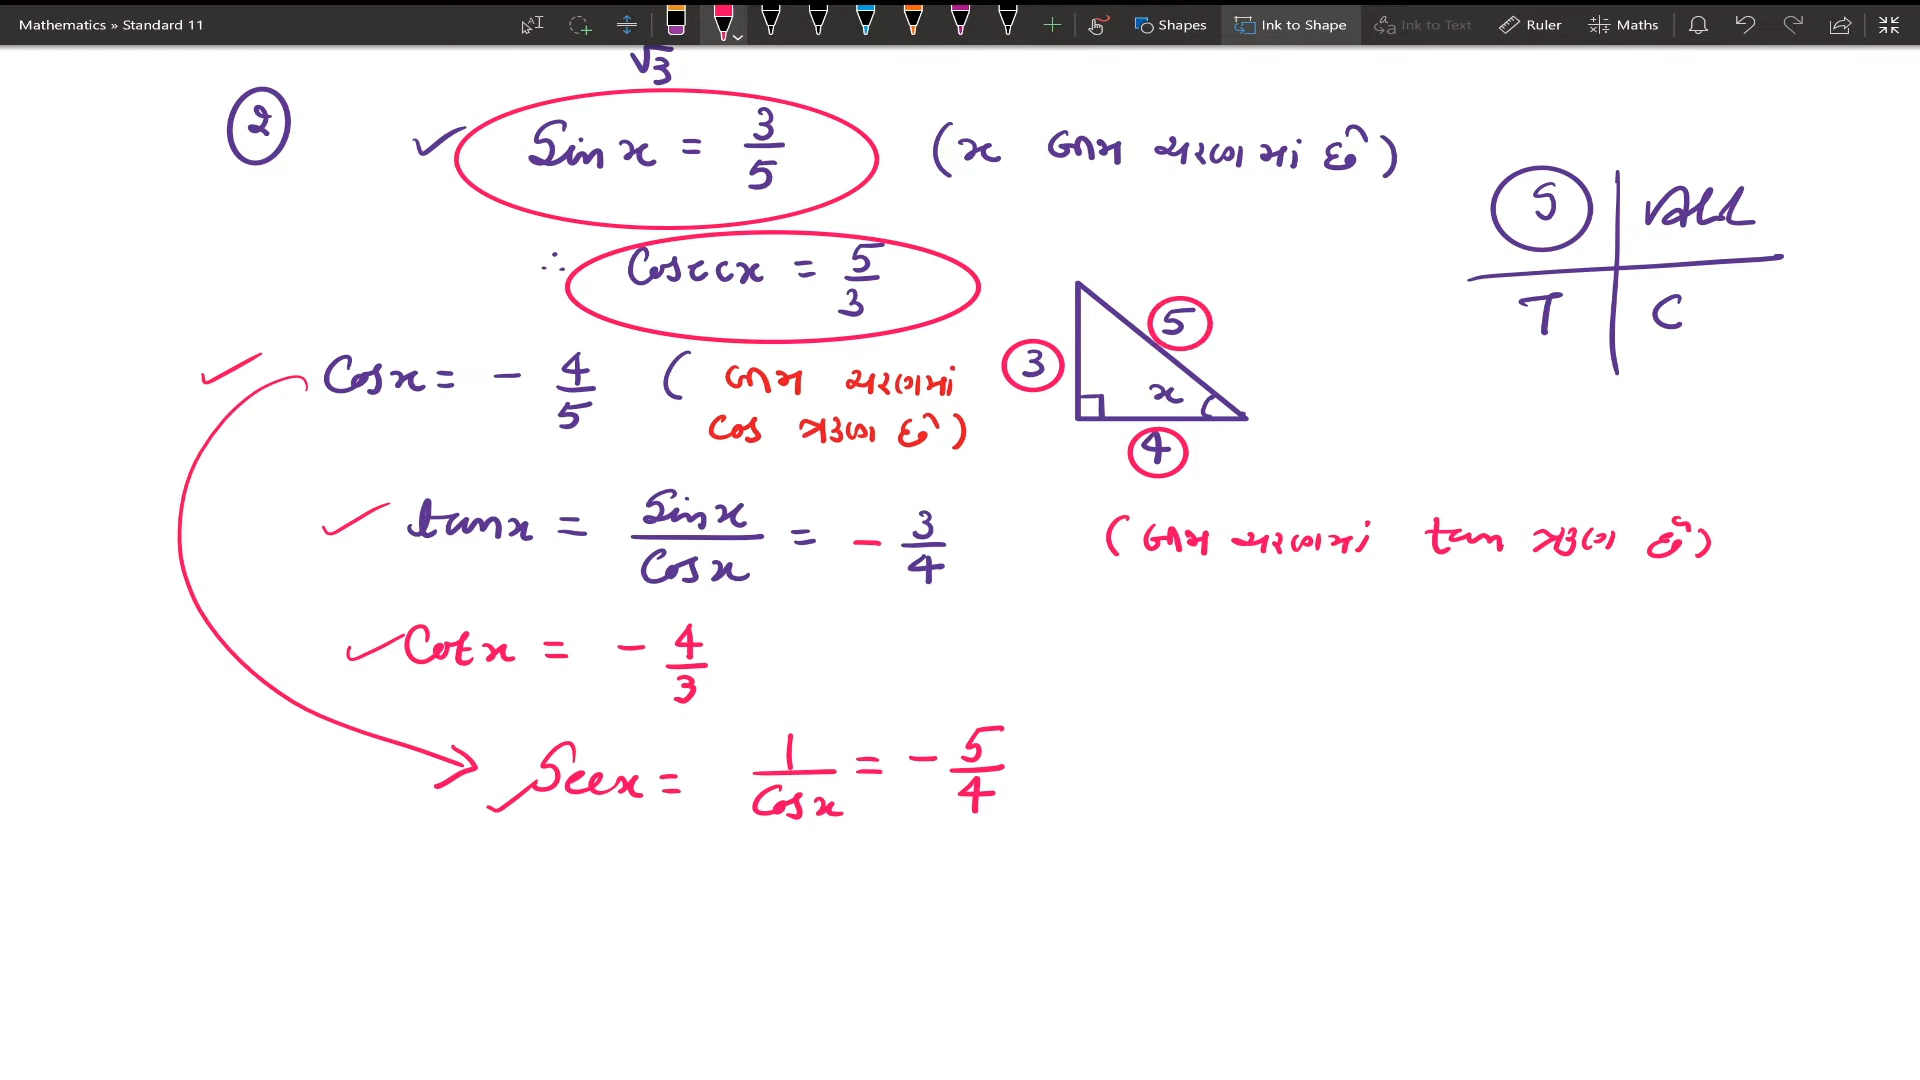 Mathematics » Standard 11
Shapes Ink to Shape Ink to Text Ruler Maths
√3
૨ Sin x = 3/5 (x બીજા ચરણમાં છે)
S | ALL
T | C
∴ Cosec x = 5/3
3 5 x 4
Cos x = - 4/5 (બીજા ચરણમાં
cos ઋણ છે)
tan x = Sin x / Cos x = - 3/4 (બીજા ચરણમાં tan ઋણ છે)
Cot x = - 4/3
Sec x = 1 / Cos x = - 5/4